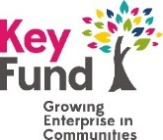 Key
Fund
Growing
Enterprise in
Communities